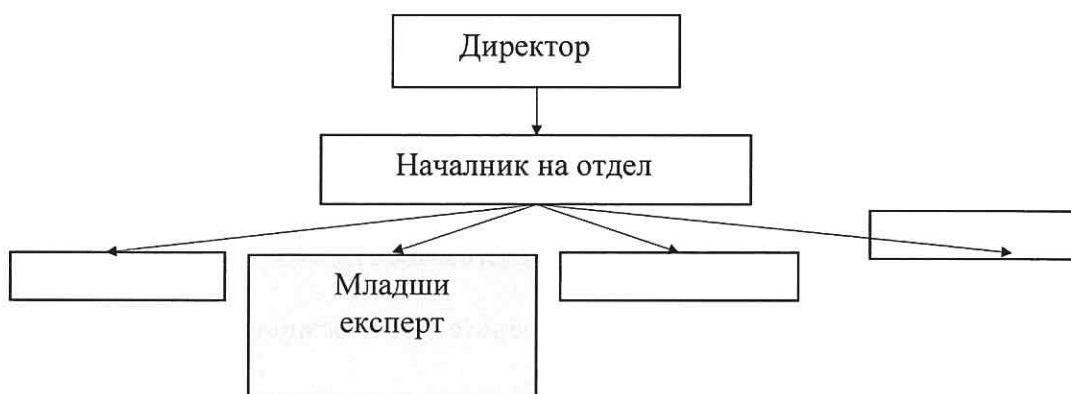 Директор
Началник на отдел
Младши
експерт